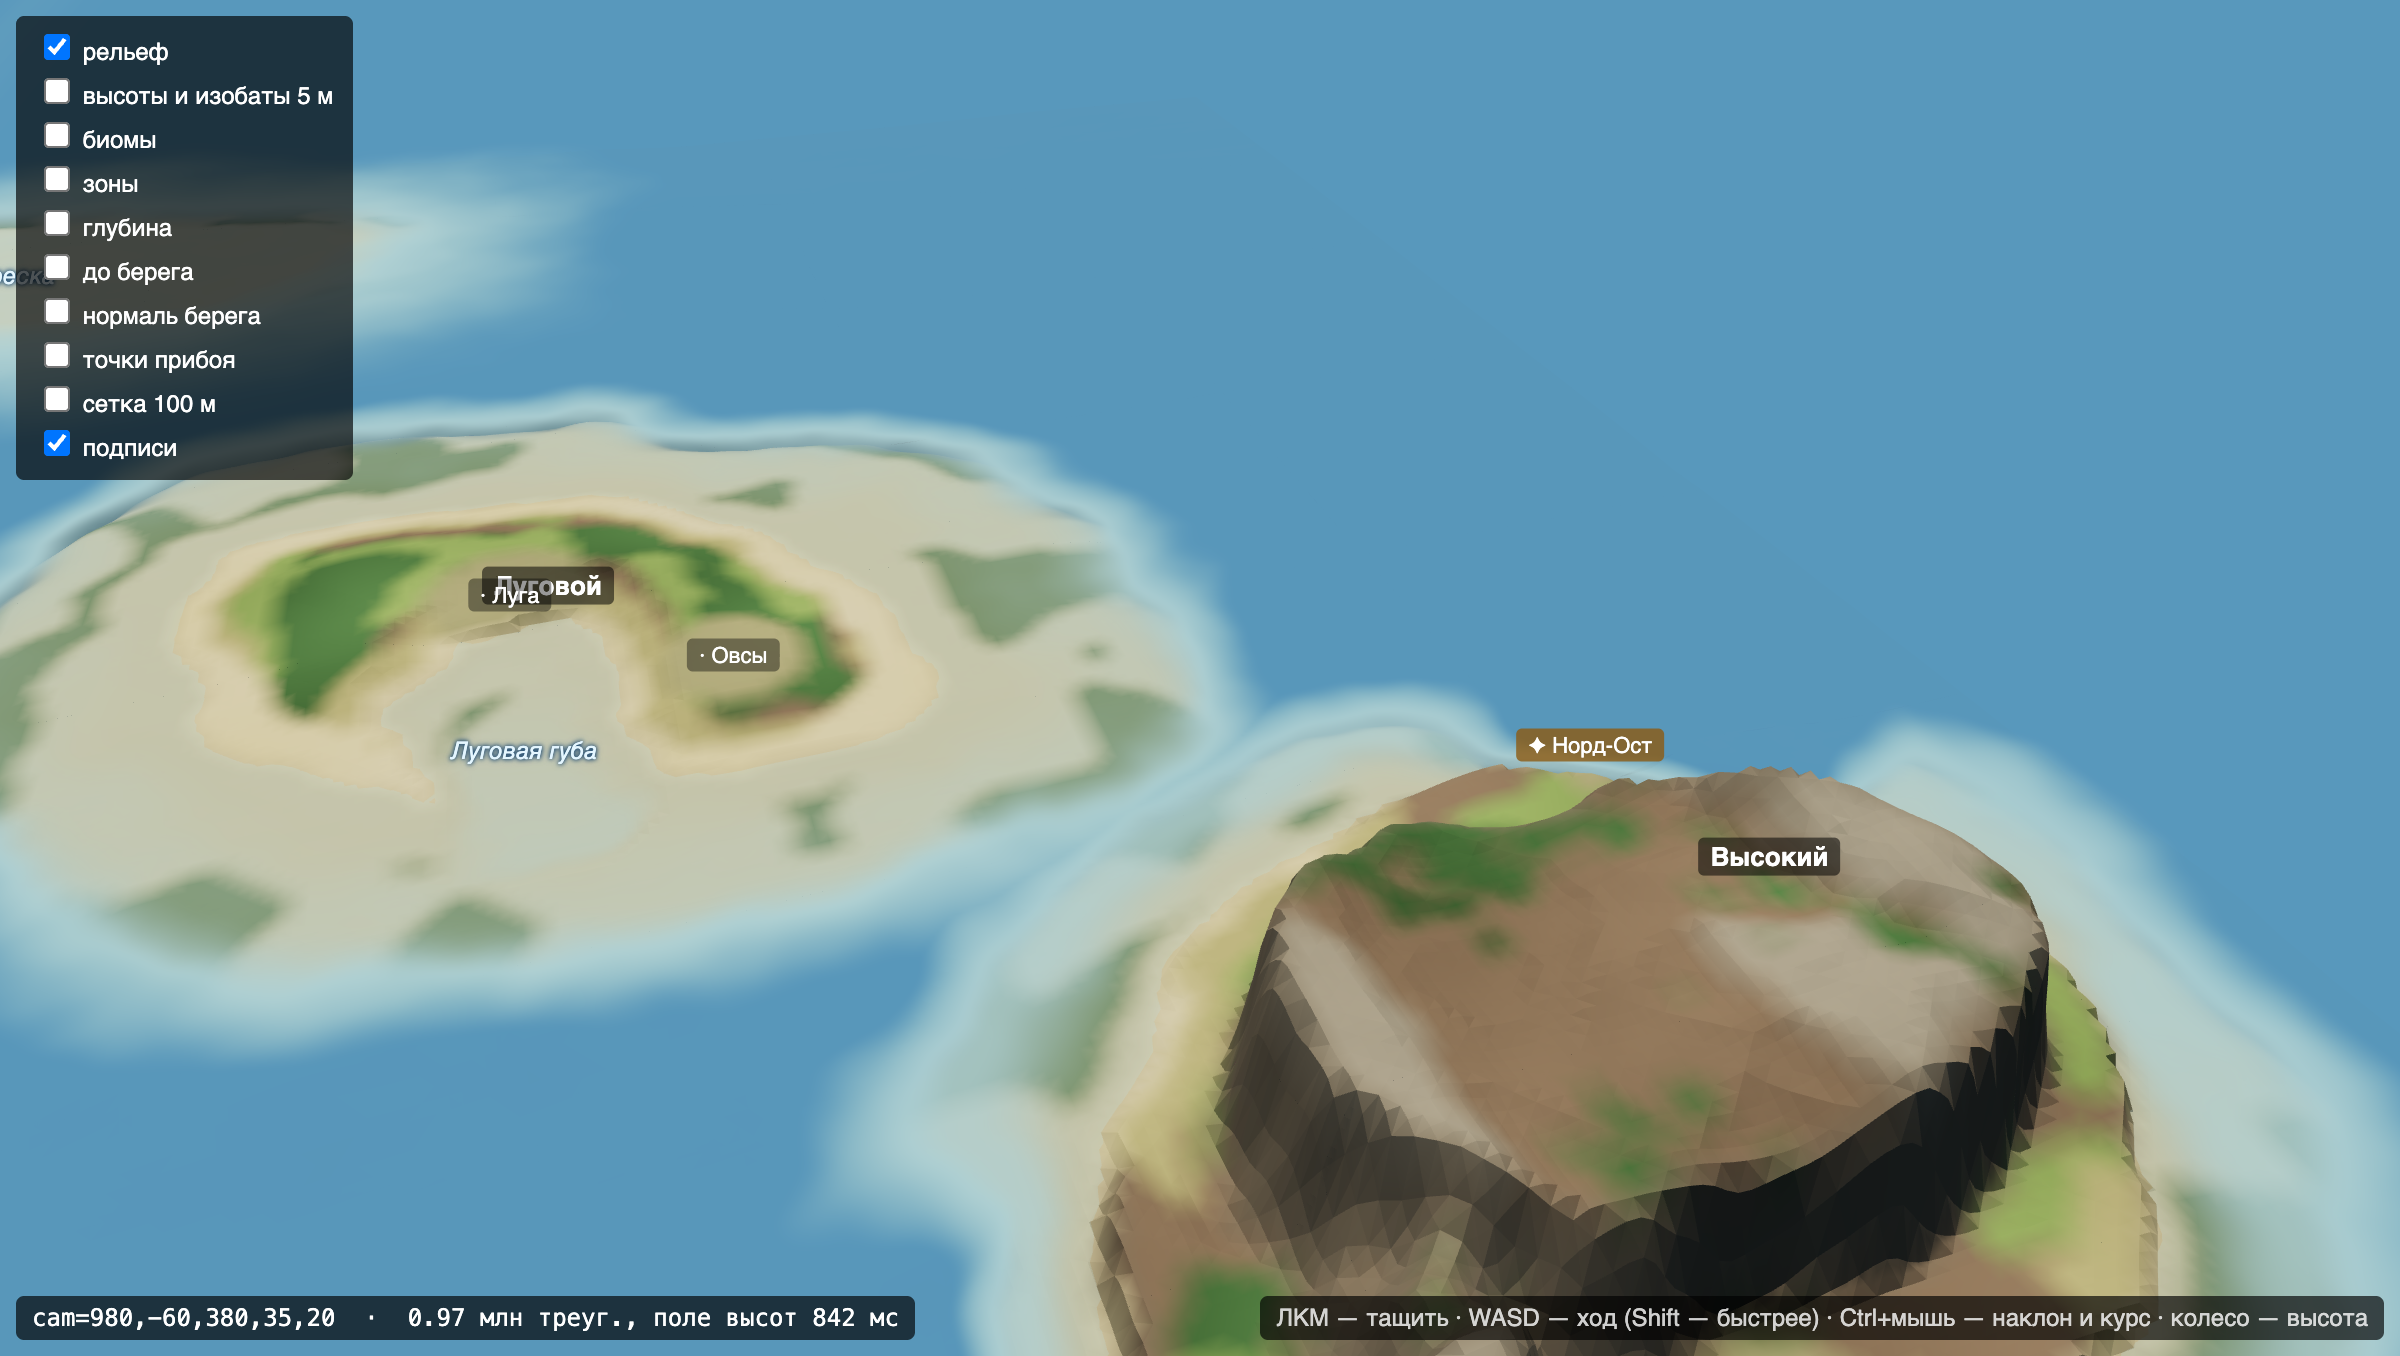 рельеф
высоты и изобаты 5 м
биомы
зоны
глубина
до берега
нормаль берега
точки прибоя
сетка 100 м
подписи
Луговой
· Луга
· Овсы
Луговая губа
✦ Норд-Ост
Высокий
cam=980,−60,380,35,20 · 0.97 млн треуг., поле высот 842 мс
ЛКМ — тащить · WASD — ход (Shift — быстрее) · Ctrl+мышь — наклон и курс · колесо — высота